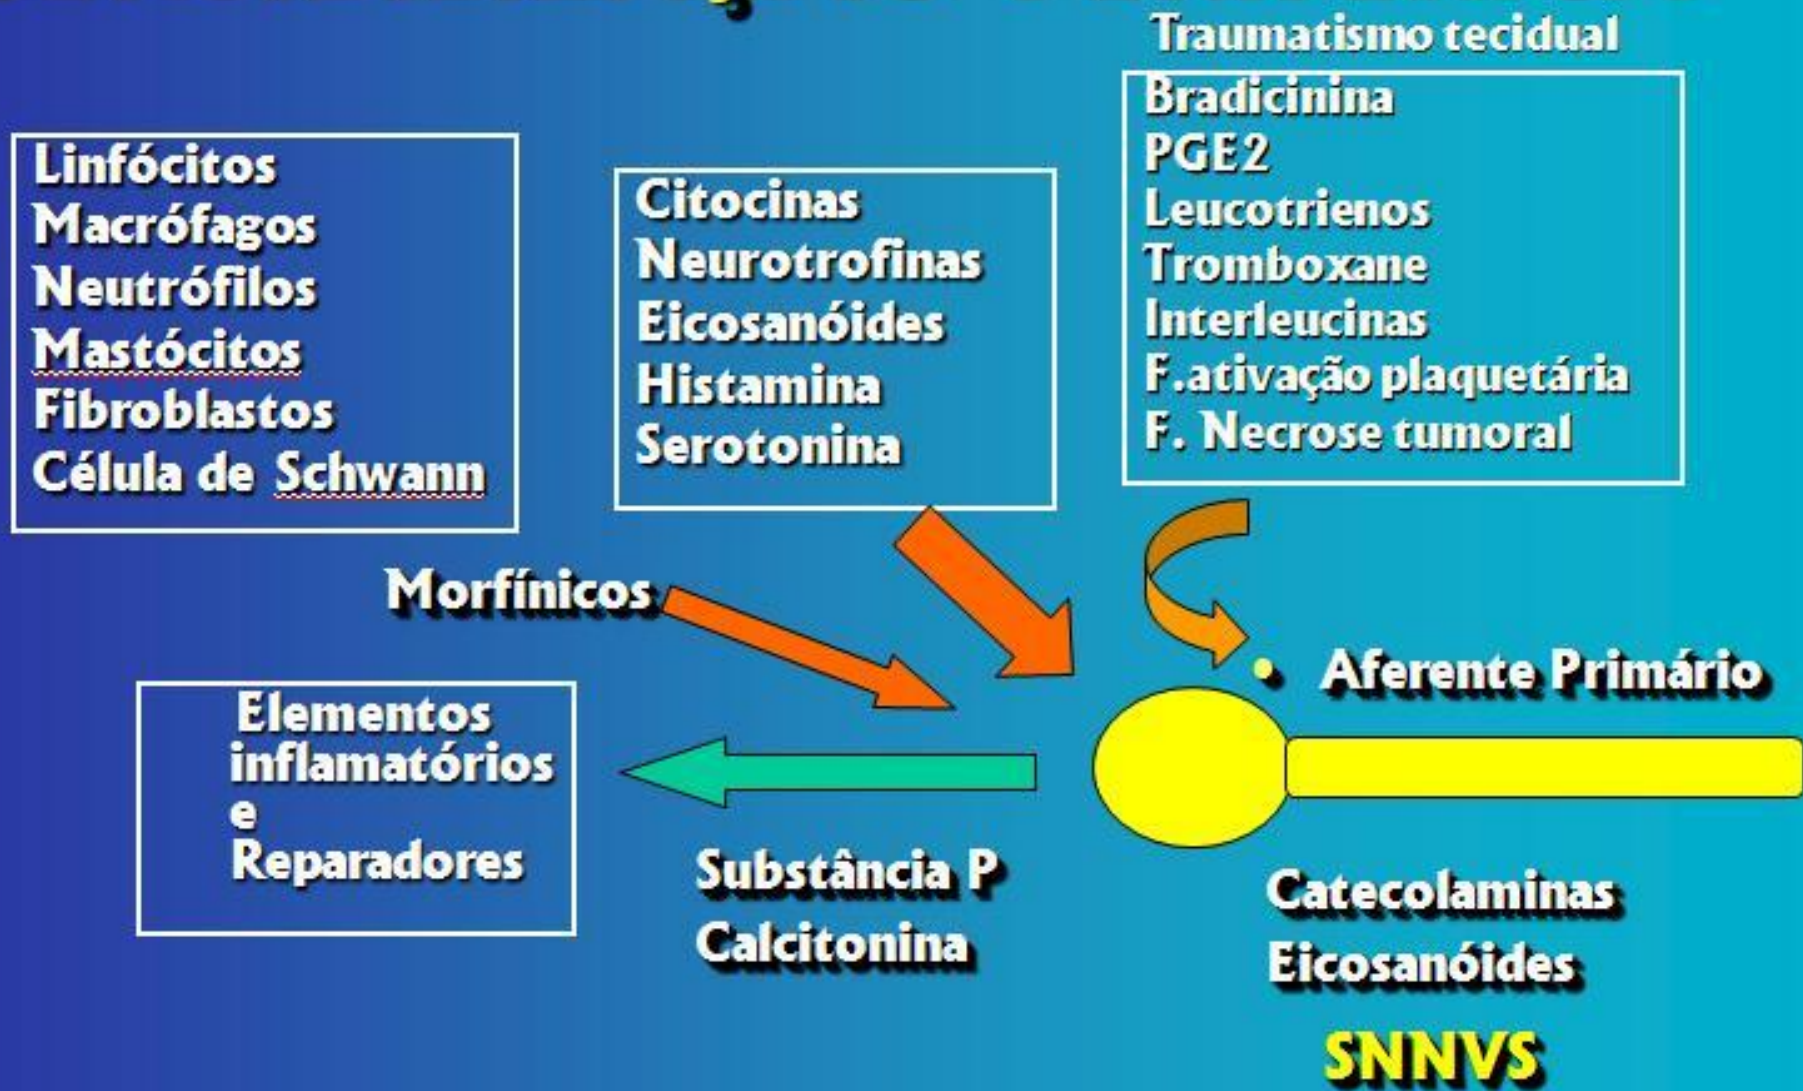 Traumatismo tecidual
Linfócitos
Macrófagos
Neutrófilos
Mastócitos
Fibroblastos
Célula de Schwann
Citocinas
Neurotrofinas
Eicosanóides
Histamina
Serotonina
Bradicinina
PGE2
Leucotrienos
Tromboxane
Interleucinas
F.ativação plaquetária
F. Necrose tumoral
Morfínicos
• Aferente Primário
Elementos
inflamatórios
e
Reparadores
Substância P
Calcitonina
Catecolaminas
Eicosanóides
SNNVS